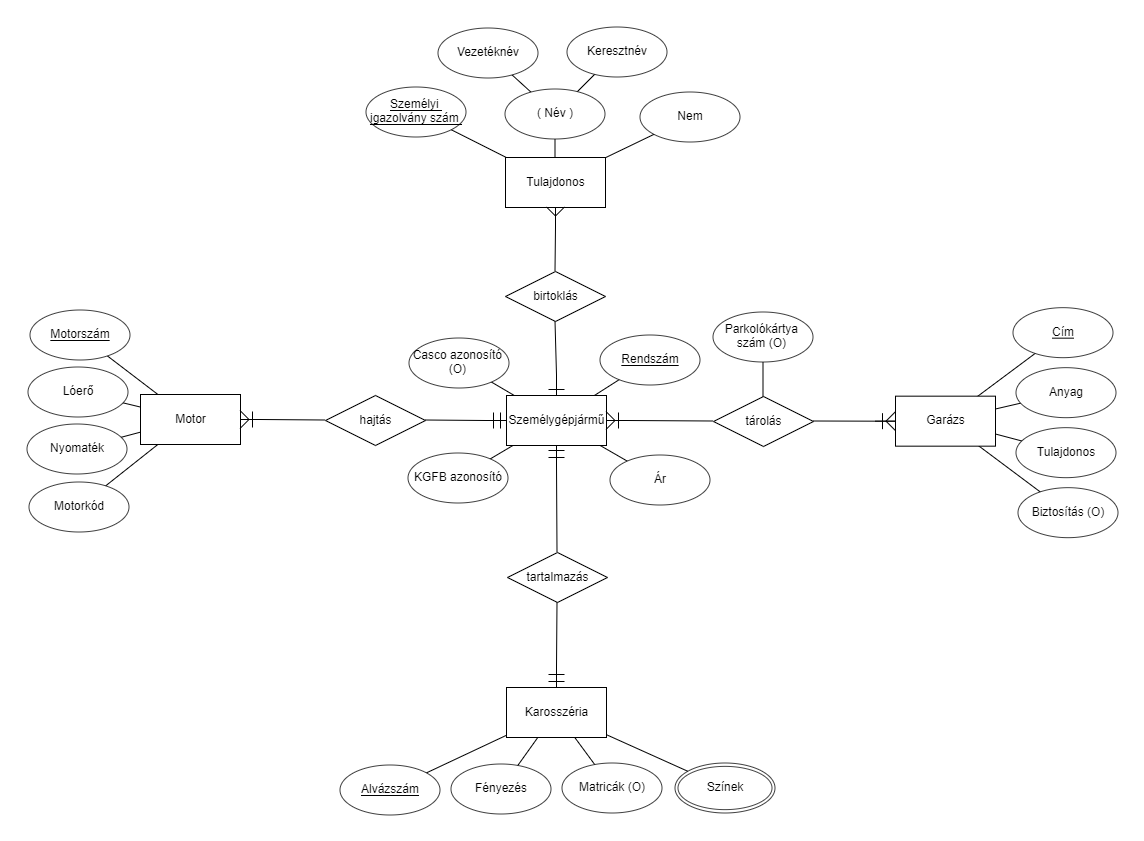 Vezetéknév
Keresztnév
Személyi
igazolvány szám
( Név )
Nem
Tulajdonos
birtoklás
Motorszám
Lóerő
Nyomaték
Motorkód
Motor
hajtás
Casco azonosító
(O)
Rendszám
Személygépjármű
KGFB azonosító
Ár
Parkolókártya
szám (O)
tárolás
Garázs
Cím
Anyag
Tulajdonos
Biztosítás (O)
tartalmazás
Karosszéria
Alvázszám
Fényezés
Matricák (O)
Színek